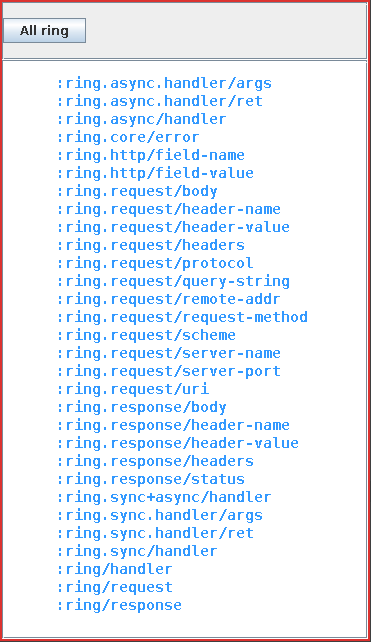 All ring
:ring.async.handler/args
:ring.async.handler/ret
:ring.async/handler
:ring.core/error
:ring.http/field-name
:ring.http/field-value
:ring.request/body
:ring.request/header-name
:ring.request/header-value
:ring.request/headers
:ring.request/protocol
:ring.request/query-string
:ring.request/remote-addr
:ring.request/request-method
:ring.request/scheme
:ring.request/server-name
:ring.request/server-port
:ring.request/uri
:ring.response/body
:ring.response/header-name
:ring.response/header-value
:ring.response/headers
:ring.response/status
:ring.sync+async/handler
:ring.sync.handler/args
:ring.sync.handler/ret
:ring.sync/handler
:ring/handler
:ring/request
:ring/response